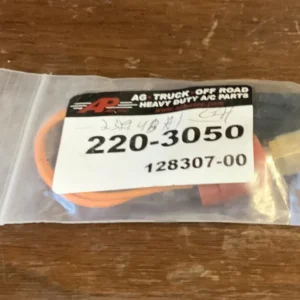 AP
AG · TRUCK · OFF ROAD
HEAVY DUTY A/C PARTS
220-3050
128307-00